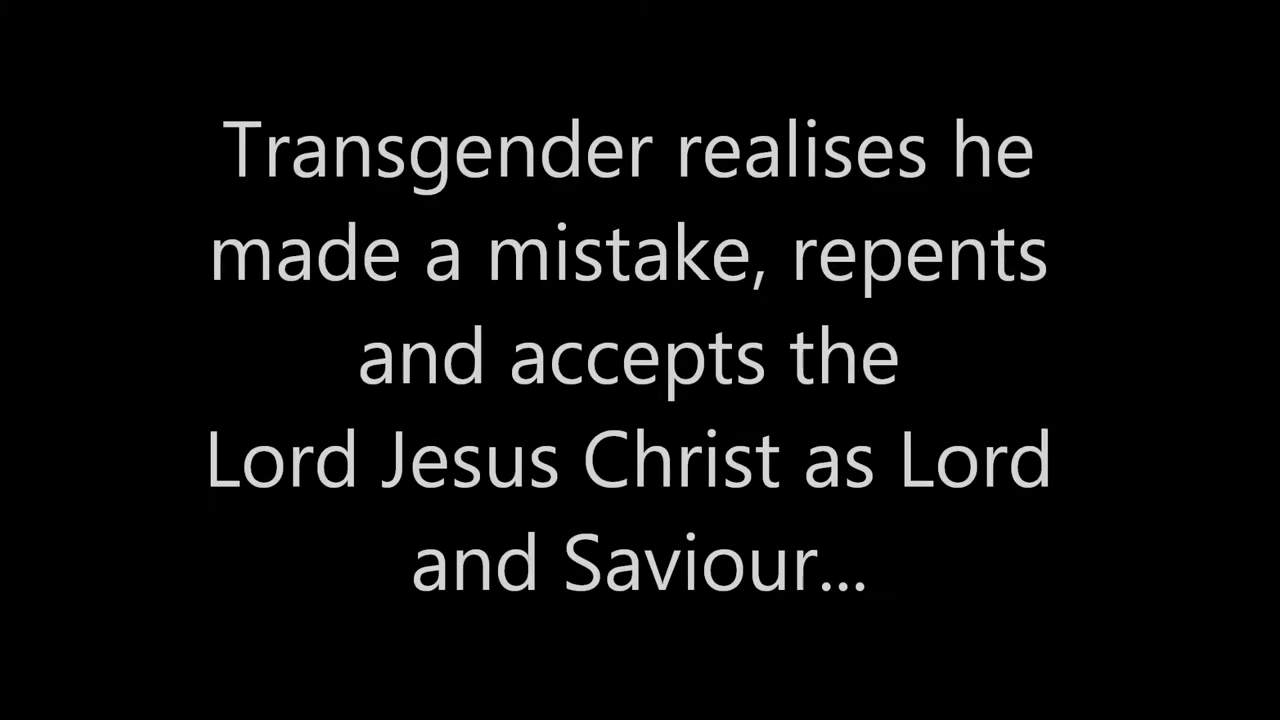 Transgender realises he
made a mistake, repents
and accepts the
Lord Jesus Christ as Lord
and Saviour...